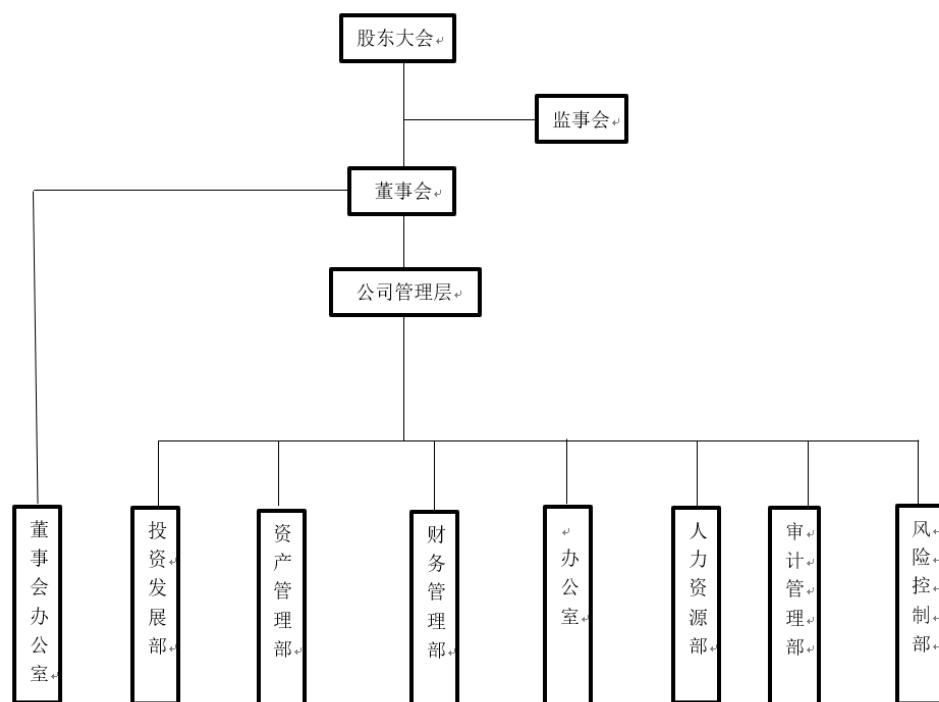 股东大会
监事会
董事会
公司管理层
董事会办公室
投资发展部
资产管理部
财务管理部
办公室
人力资源部
审计管理部
风险控制部